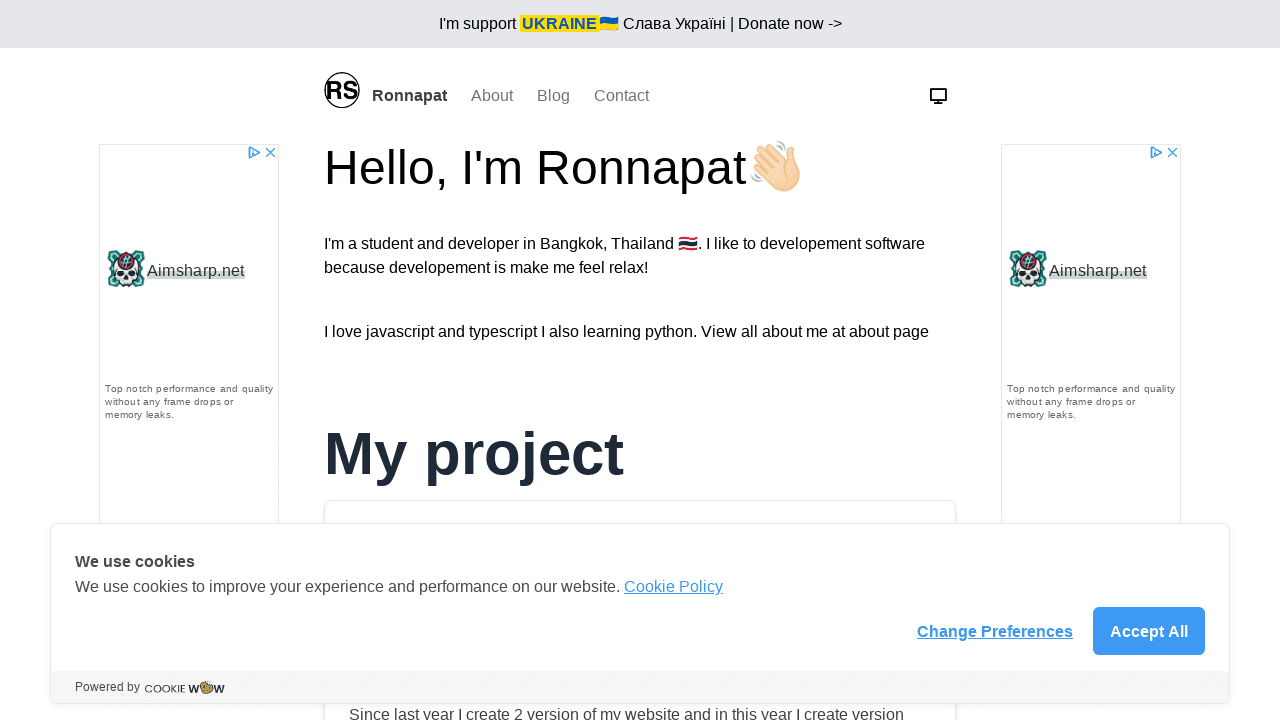 I'm support UKRAINE🇺🇦 Слава Україні | Donate now ->
RS
Ronnapat About Blog Contact
Hello, I'm Ronnapat👋🏻
I'm a student and developer in Bangkok, Thailand 🇹🇭. I like to developement software
because developement is make me feel relax!
I love javascript and typescript I also learning python. View all about me at about page
My project
Aimsharp.net
Top notch performance and quality
without any frame drops or
memory leaks.
Aimsharp.net
Top notch performance and quality
without any frame drops or
memory leaks.
We use cookies
We use cookies to improve your experience and performance on our website. Cookie Policy
Change Preferences
Accept All
Powered by COOKIE WOW
Since last year I create 2 version of my website and in this year I create version